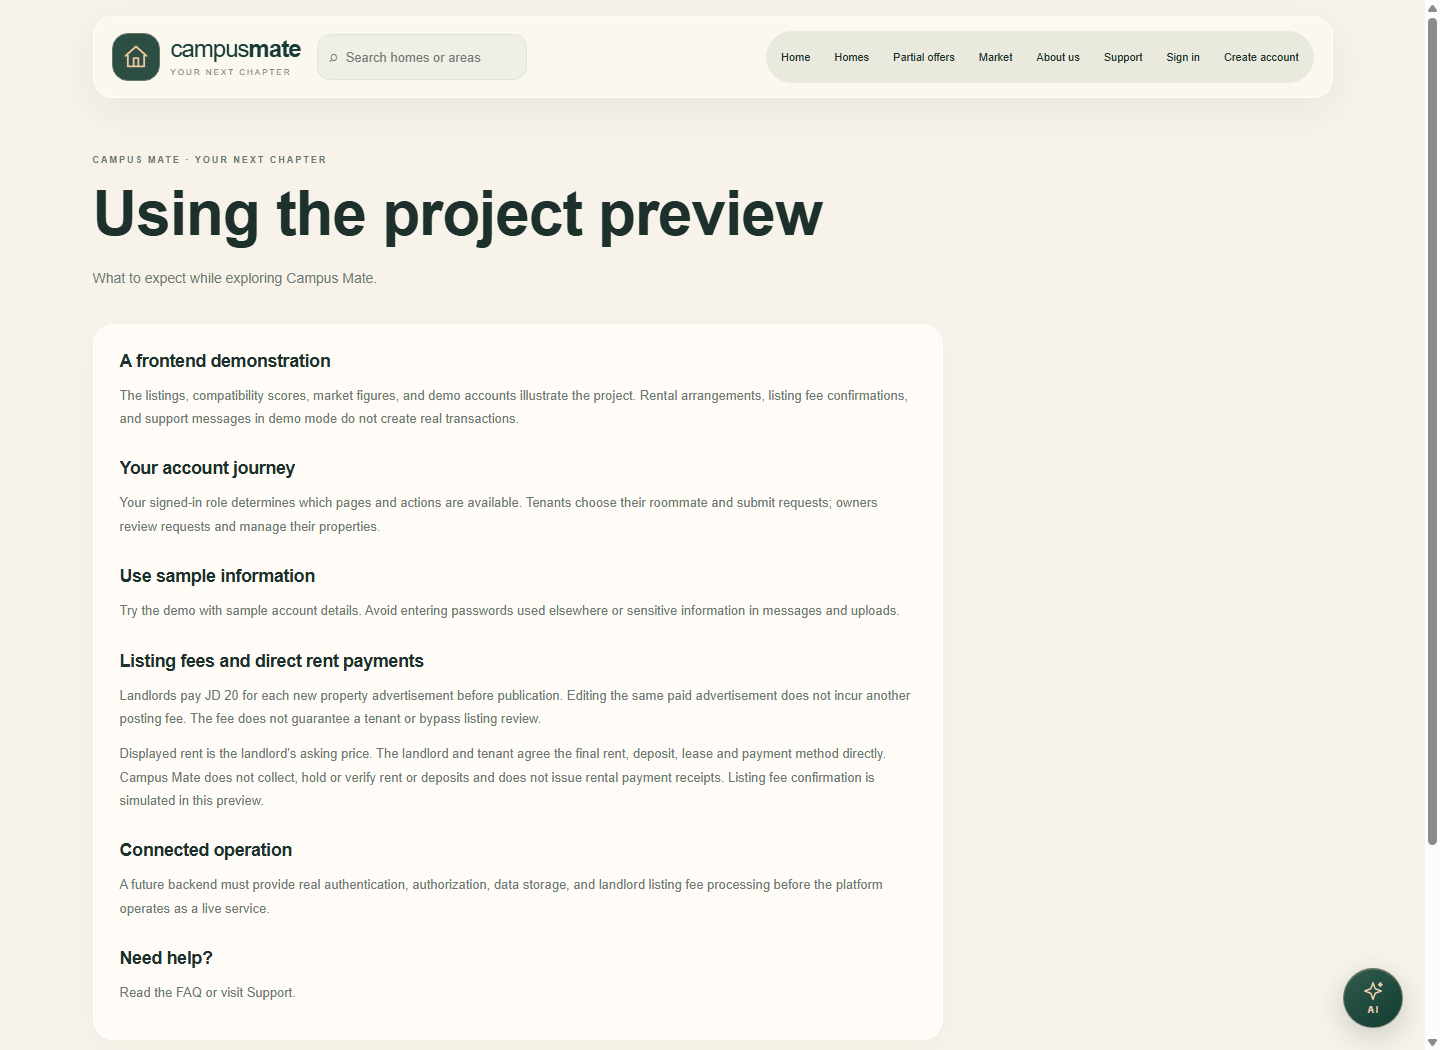 campusmate
YOUR NEXT CHAPTER
Search homes or areas
Home
Homes
Partial offers
Market
About us
Support
Sign in
Create account
CAMPUS MATE · YOUR NEXT CHAPTER
Using the project preview
What to expect while exploring Campus Mate.
A frontend demonstration
The listings, compatibility scores, market figures, and demo accounts illustrate the project. Rental arrangements, listing fee confirmations,
and support messages in demo mode do not create real transactions.
Your account journey
Your signed-in role determines which pages and actions are available. Tenants choose their roommate and submit requests; owners
review requests and manage their properties.
Use sample information
Try the demo with sample account details. Avoid entering passwords used elsewhere or sensitive information in messages and uploads.
Listing fees and direct rent payments
Landlords pay JD 20 for each new property advertisement before publication. Editing the same paid advertisement does not incur another
posting fee. The fee does not guarantee a tenant or bypass listing review.
Displayed rent is the landlord's asking price. The landlord and tenant agree the final rent, deposit, lease and payment method directly.
Campus Mate does not collect, hold or verify rent or deposits and does not issue rental payment receipts. Listing fee confirmation is
simulated in this preview.
Connected operation
A future backend must provide real authentication, authorization, data storage, and landlord listing fee processing before the platform
operates as a live service.
Need help?
Read the FAQ or visit Support.
AI